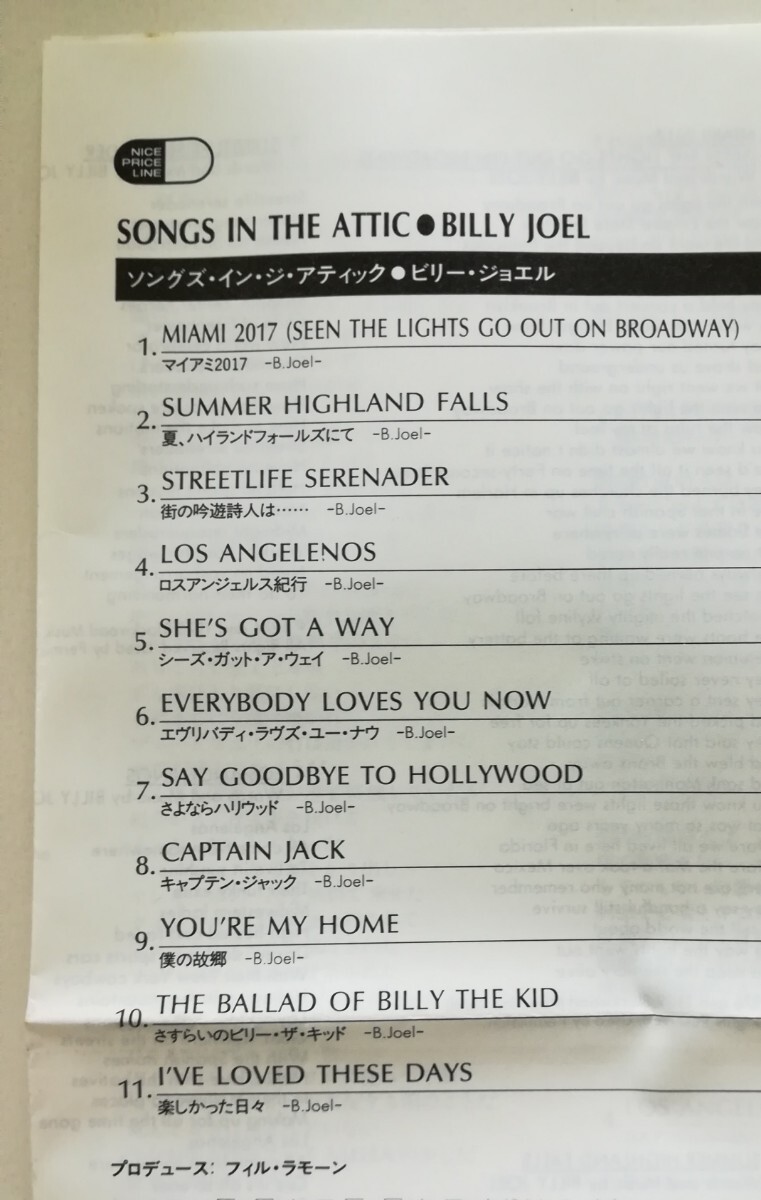 NICE
PRICE
LINE
SONGS IN THE ATTIC●BILLY JOEL
ソングズ・イン・ジ・アティック●ビリー・ジョエル
1. MIAMI 2017 (SEEN THE LIGHTS GO OUT ON BROADWAY)
マイアミ2017 -B.Joel-
2. SUMMER HIGHLAND FALLS
夏、ハイランドフォールズにて -B.Joel-
3. STREETLIFE SERENADER
街の吟遊詩人は…… -B.Joel-
4. LOS ANGELENOS
ロスアンジェルス紀行 -B.Joel-
5. SHE'S GOT A WAY
シーズ・ガット・ア・ウェイ -B.Joel-
6. EVERYBODY LOVES YOU NOW
エヴリバディ・ラヴズ・ユー・ナウ -B.Joel-
7. SAY GOODBYE TO HOLLYWOOD
さよならハリウッド -B.Joel-
8. CAPTAIN JACK
キャプテン・ジャック -B.Joel-
9. YOU'RE MY HOME
僕の故郷 -B.Joel-
10. THE BALLAD OF BILLY THE KID
さすらいのビリー・ザ・キッド -B.Joel-
11. I'VE LOVED THESE DAYS
楽しかった日々 -B.Joel-
プロデュース: フィル・ラモーン